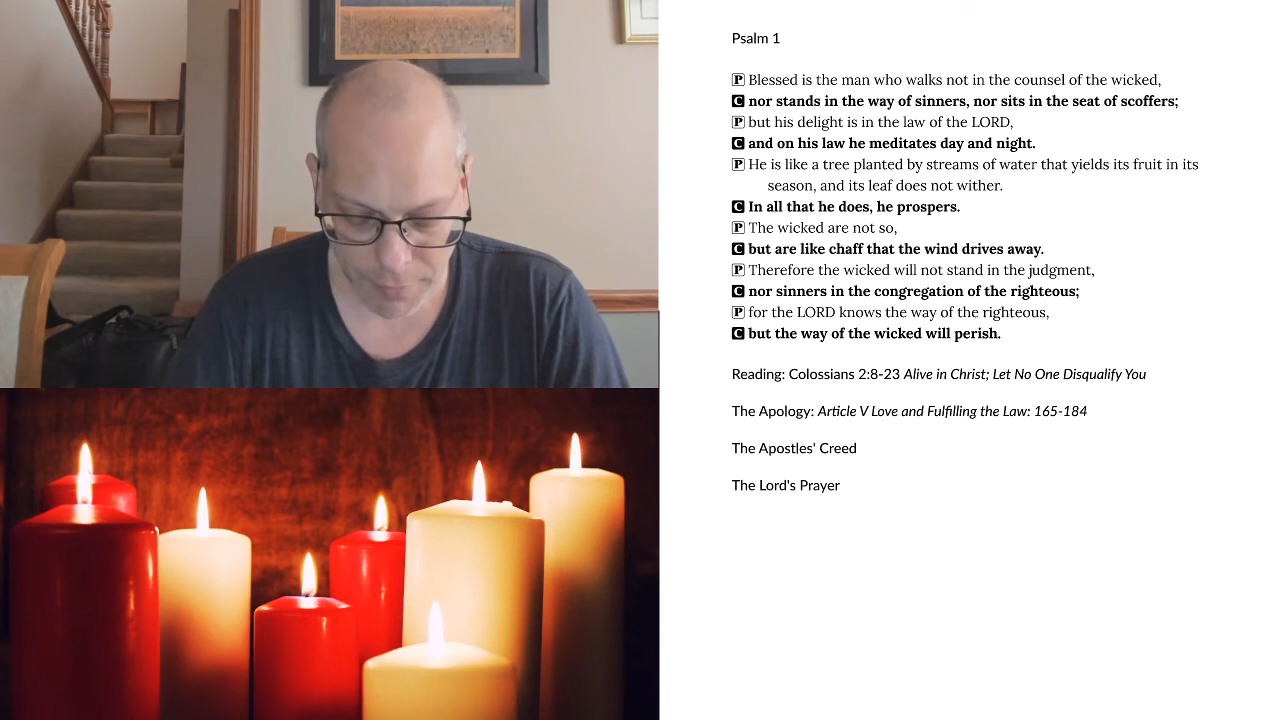 Psalm 1
P Blessed is the man who walks not in the counsel of the wicked,
C nor stands in the way of sinners, nor sits in the seat of scoffers;
P but his delight is in the law of the LORD,
C and on his law he meditates day and night.
P He is like a tree planted by streams of water that yields its fruit in its
season, and its leaf does not wither.
C In all that he does, he prospers.
P The wicked are not so,
C but are like chaff that the wind drives away.
P Therefore the wicked will not stand in the judgment,
C nor sinners in the congregation of the righteous;
P for the LORD knows the way of the righteous,
C but the way of the wicked will perish.
Reading: Colossians 2:8-23 Alive in Christ; Let No One Disqualify You
The Apology: Article V Love and Fulfilling the Law: 165-184
The Apostles' Creed
The Lord's Prayer